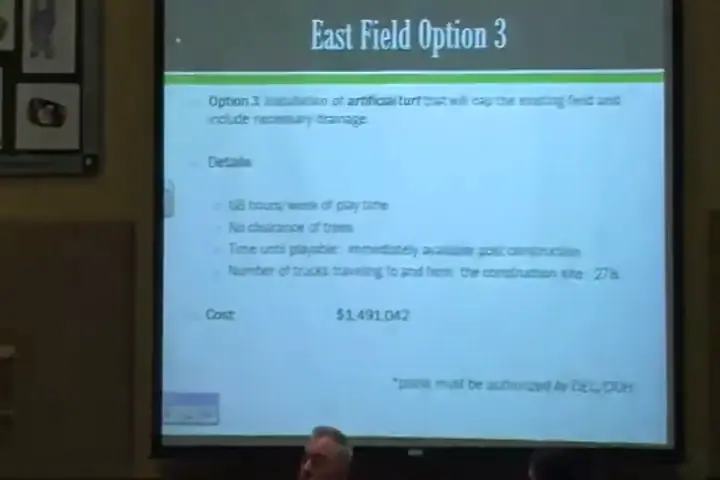 East Field Option 3
Option 3: Installation of artificial turf that will cap the existing field and
include necessary drainage.
Details:
68 hours/week of play time
No clearance of trees
Time until playable: immediately available post construction
Number of trucks traveling to and from the construction site:
Cost: $1,491,042
*plans must be authorized by DEC/DOH